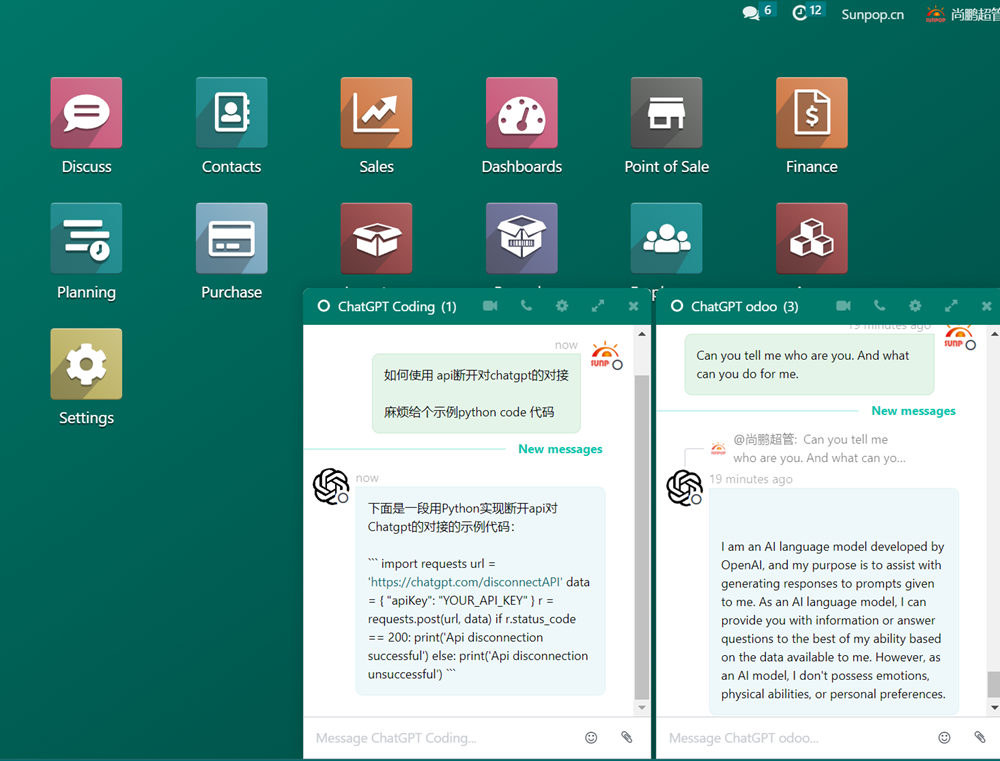 6
12
Sunpop.cn
尚鹏超管
Discuss
Contacts
Sales
Dashboards
Point of Sale
Finance
Planning
Purchase
Settings
ChatGPT Coding (1)
now
如何使用 api断开对chatgpt的对接
麻烦给个示例python code 代码
New messages
now
下面是一段用Python实现断开api对
Chatgpt的对接的示例代码：
``` import requests url =
'https://chatgpt.com/disconnectAPI' data
= { "apiKey": "YOUR_API_KEY" } r =
requests.post(url, data) if r.status_code
== 200: print('Api disconnection
successful') else: print('Api disconnection
unsuccessful') ```
Message ChatGPT Coding...
ChatGPT odoo (3)
19 minutes ago
Can you tell me who are you. And what
can you do for me.
New messages
@尚鹏超管: Can you tell me
who are you. And what can yo...
19 minutes ago
I am an AI language model developed by
OpenAI, and my purpose is to assist with
generating responses to prompts given
to me. As an AI language model, I can
provide you with information or answer
questions to the best of my ability based
on the data available to me. However, as
an AI model, I don't possess emotions,
physical abilities, or personal preferences.
Message ChatGPT odoo...